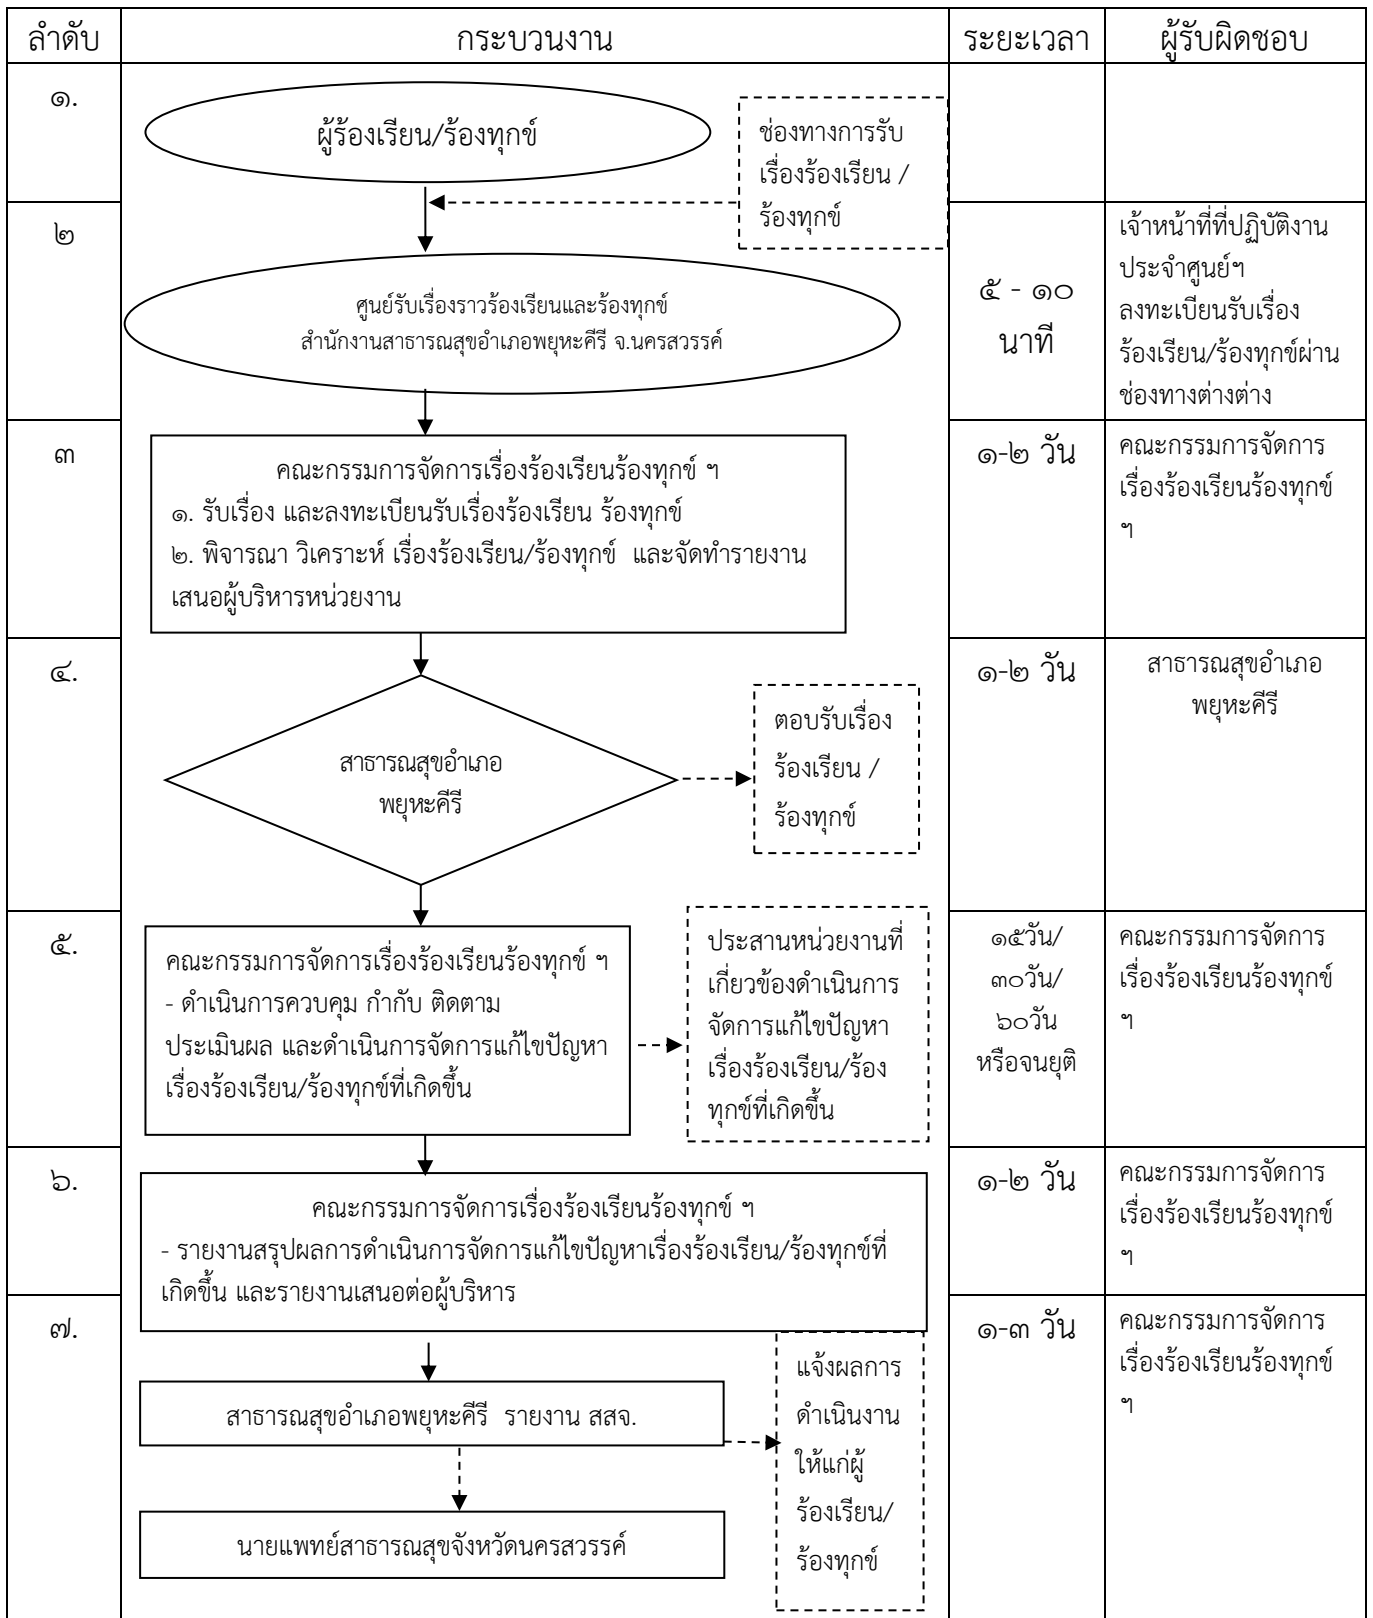 ลำดับ กระบวนงาน ระยะเวลา ผู้รับผิดชอบ
๑.
ผู้ร้องเรียน/ร้องทุกข์
ช่องทางการรับ
เรื่องร้องเรียน /
ร้องทุกข์
๒
ศูนย์รับเรื่องราวร้องเรียนและร้องทุกข์
สำนักงานสาธารณสุขอำเภอพยุหะคีรี จ.นครสวรรค์
๕ - ๑๐
นาที
เจ้าหน้าที่ที่ปฏิบัติงาน
ประจำศูนย์ฯ
ลงทะเบียนรับเรื่อง
ร้องเรียน/ร้องทุกข์ผ่าน
ช่องทางต่างต่าง
๓
คณะกรรมการจัดการเรื่องร้องเรียนร้องทุกข์ ฯ
๑. รับเรื่อง และลงทะเบียนรับเรื่องร้องเรียน ร้องทุกข์
๒. พิจารณา วิเคราะห์ เรื่องร้องเรียน/ร้องทุกข์ และจัดทำรายงาน
เสนอผู้บริหารหน่วยงาน
๑-๒ วัน
คณะกรรมการจัดการ
เรื่องร้องเรียนร้องทุกข์
ฯ
๔.
สาธารณสุขอำเภอ
พยุหะคีรี
ตอบรับเรื่อง
ร้องเรียน /
ร้องทุกข์
๑-๒ วัน
สาธารณสุขอำเภอ
พยุหะคีรี
๕.
คณะกรรมการจัดการเรื่องร้องเรียนร้องทุกข์ ฯ
- ดำเนินการควบคุม กำกับ ติดตาม
ประเมินผล และดำเนินการจัดการแก้ไขปัญหา
เรื่องร้องเรียน/ร้องทุกข์ที่เกิดขึ้น
ประสานหน่วยงานที่
เกี่ยวข้องดำเนินการ
จัดการแก้ไขปัญหา
เรื่องร้องเรียน/ร้อง
ทุกข์ที่เกิดขึ้น
๑๕วัน/
๓๐วัน/
๖๐วัน
หรือจนยุติ
คณะกรรมการจัดการ
เรื่องร้องเรียนร้องทุกข์
ฯ
๖.
คณะกรรมการจัดการเรื่องร้องเรียนร้องทุกข์ ฯ
- รายงานสรุปผลการดำเนินการจัดการแก้ไขปัญหาเรื่องร้องเรียน/ร้องทุกข์ที่
เกิดขึ้น และรายงานเสนอต่อผู้บริหาร
๑-๒ วัน
คณะกรรมการจัดการ
เรื่องร้องเรียนร้องทุกข์
ฯ
๗.
สาธารณสุขอำเภอพยุหะคีรี รายงาน สสจ.
นายแพทย์สาธารณสุขจังหวัดนครสวรรค์
แจ้งผลการ
ดำเนินงาน
ให้แก่ผู้
ร้องเรียน/
ร้องทุกข์
๑-๓ วัน
คณะกรรมการจัดการ
เรื่องร้องเรียนร้องทุกข์
ฯ